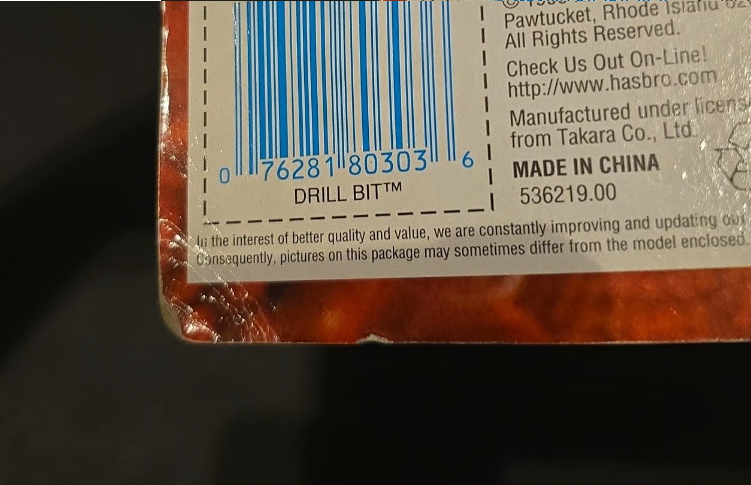 0 76281 80303 6
DRILL BIT™
Pawtucket, Rhode Island
All Rights Reserved.
Check Us Out On-Line!
http://www.hasbro.com
Manufactured under
from Takara Co., Ltd.
MADE IN CHINA
536219.00
In the interest of better quality and value, we are constantly improving and updating our
Consequently, pictures on this package may sometimes differ from the model enclosed.